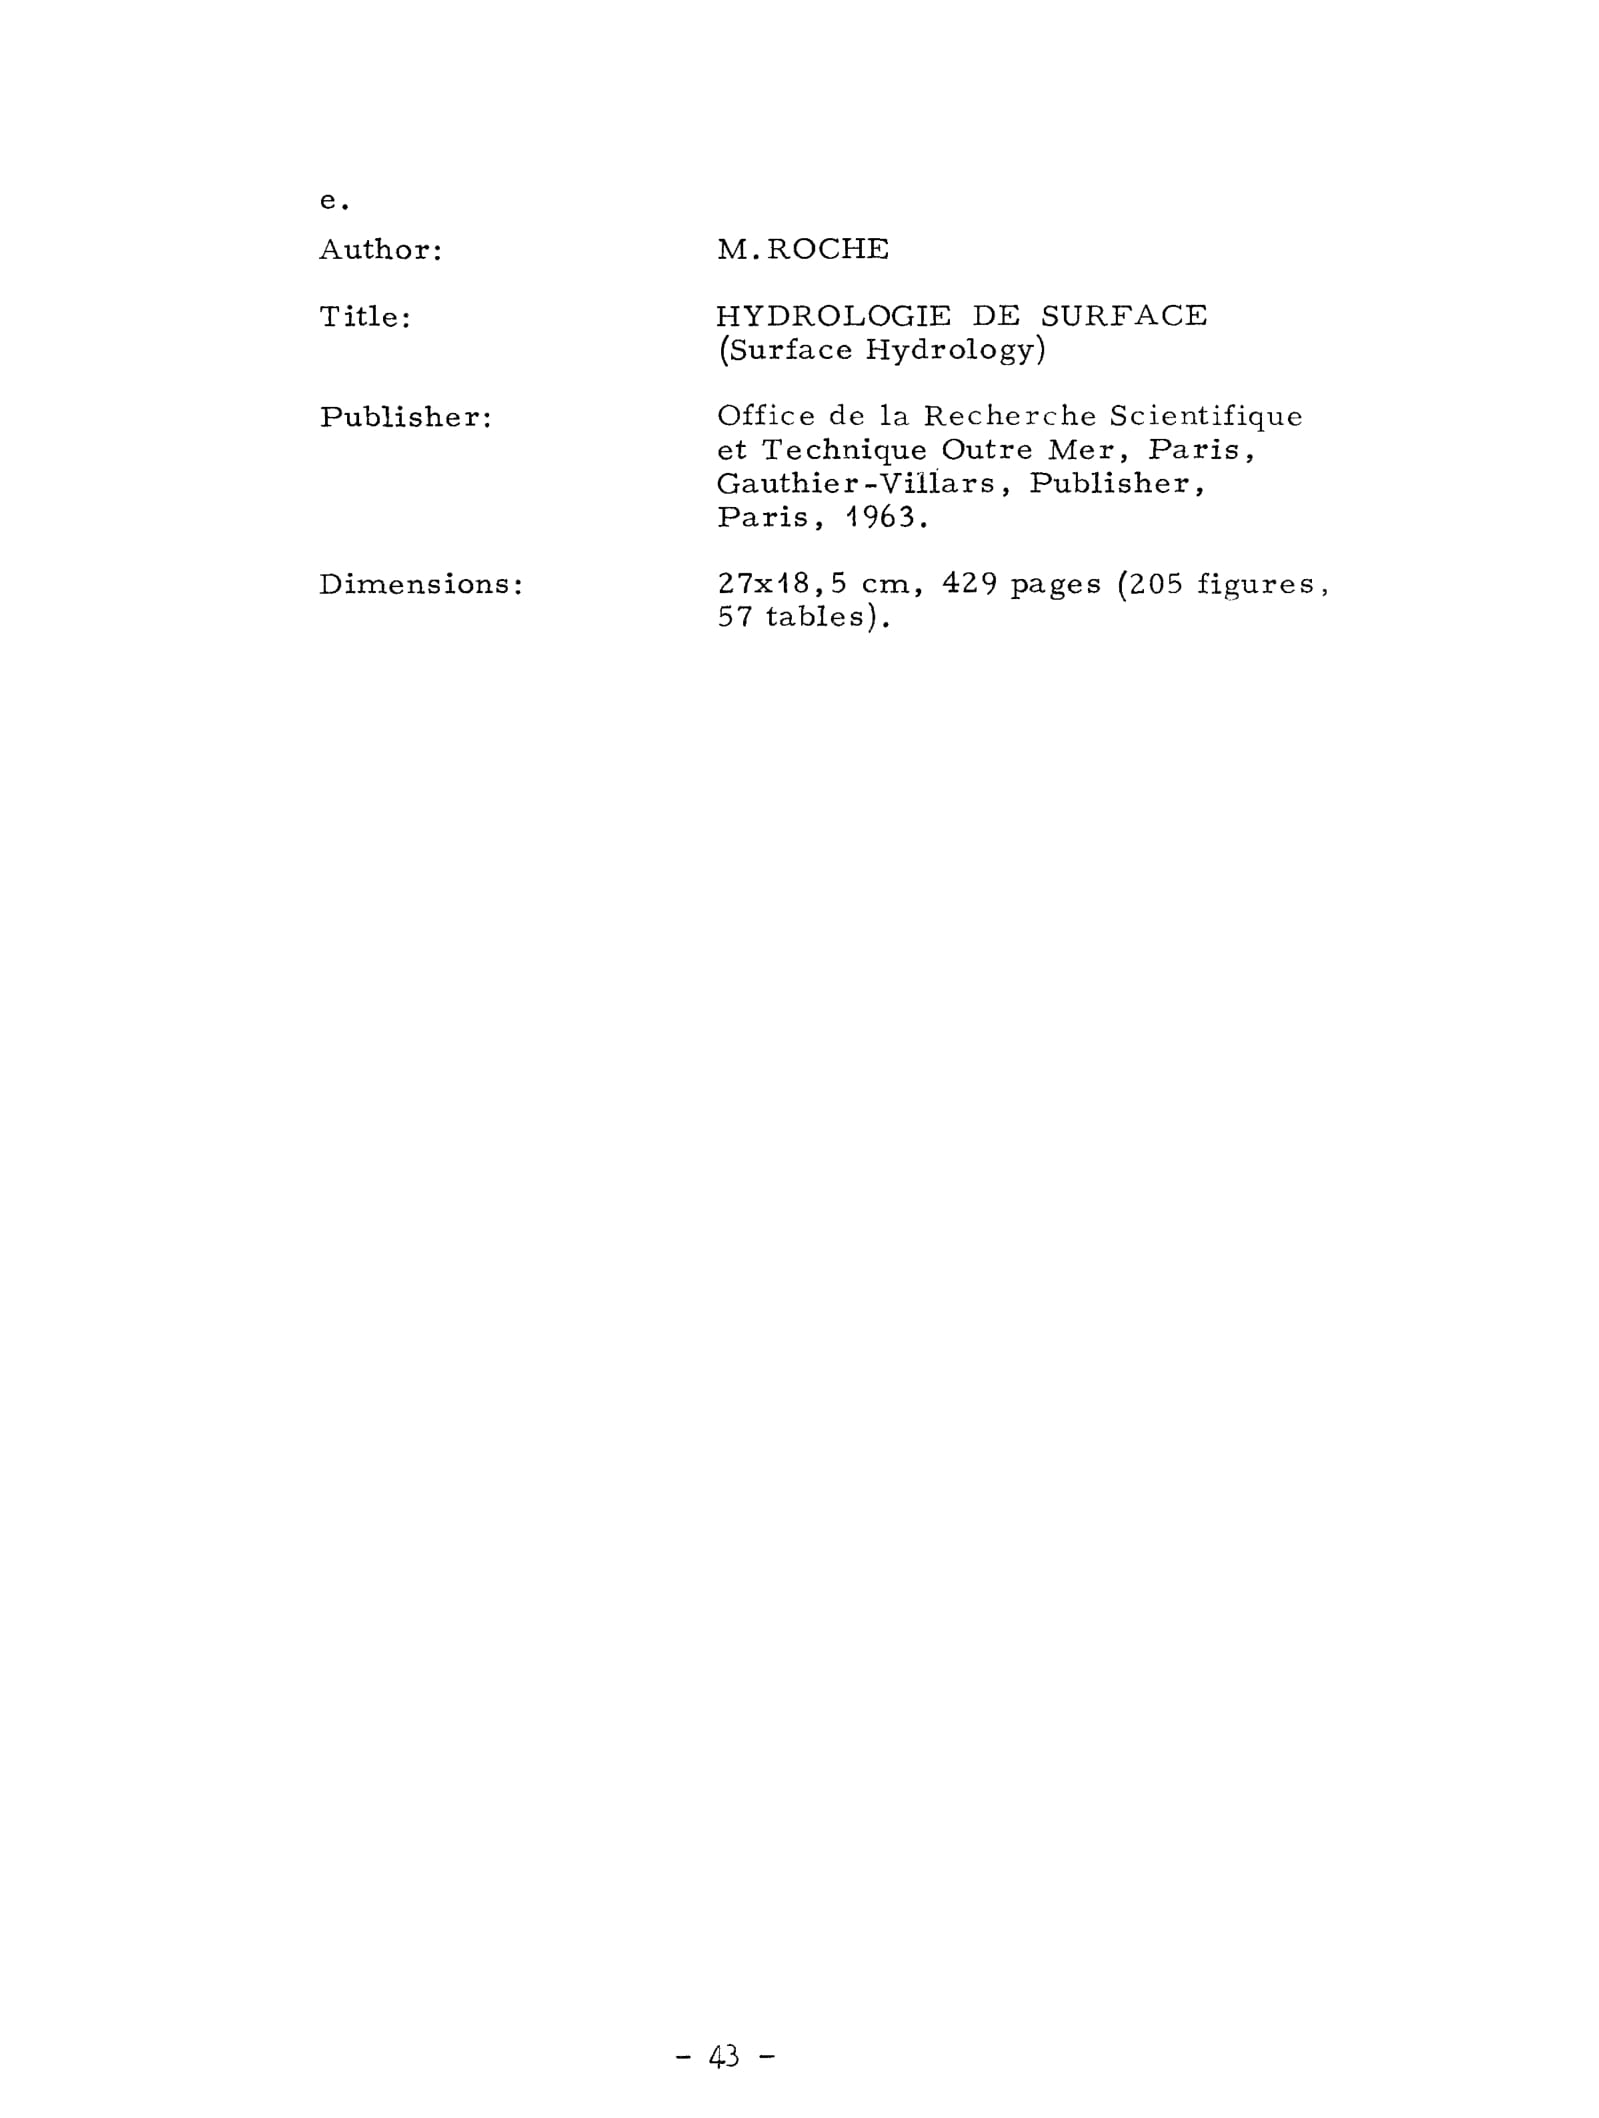 e.
Author: M. ROCHE
Title: HYDROLOGIE DE SURFACE
(Surface Hydrology)
Publisher: Office de la Recherche Scientifique
et Technique Outre Mer, Paris,
Gauthier-Villars, Publisher,
Paris, 1963.
Dimensions: 27x18,5 cm, 429 pages (205 figures,
57 tables).
- 43 -